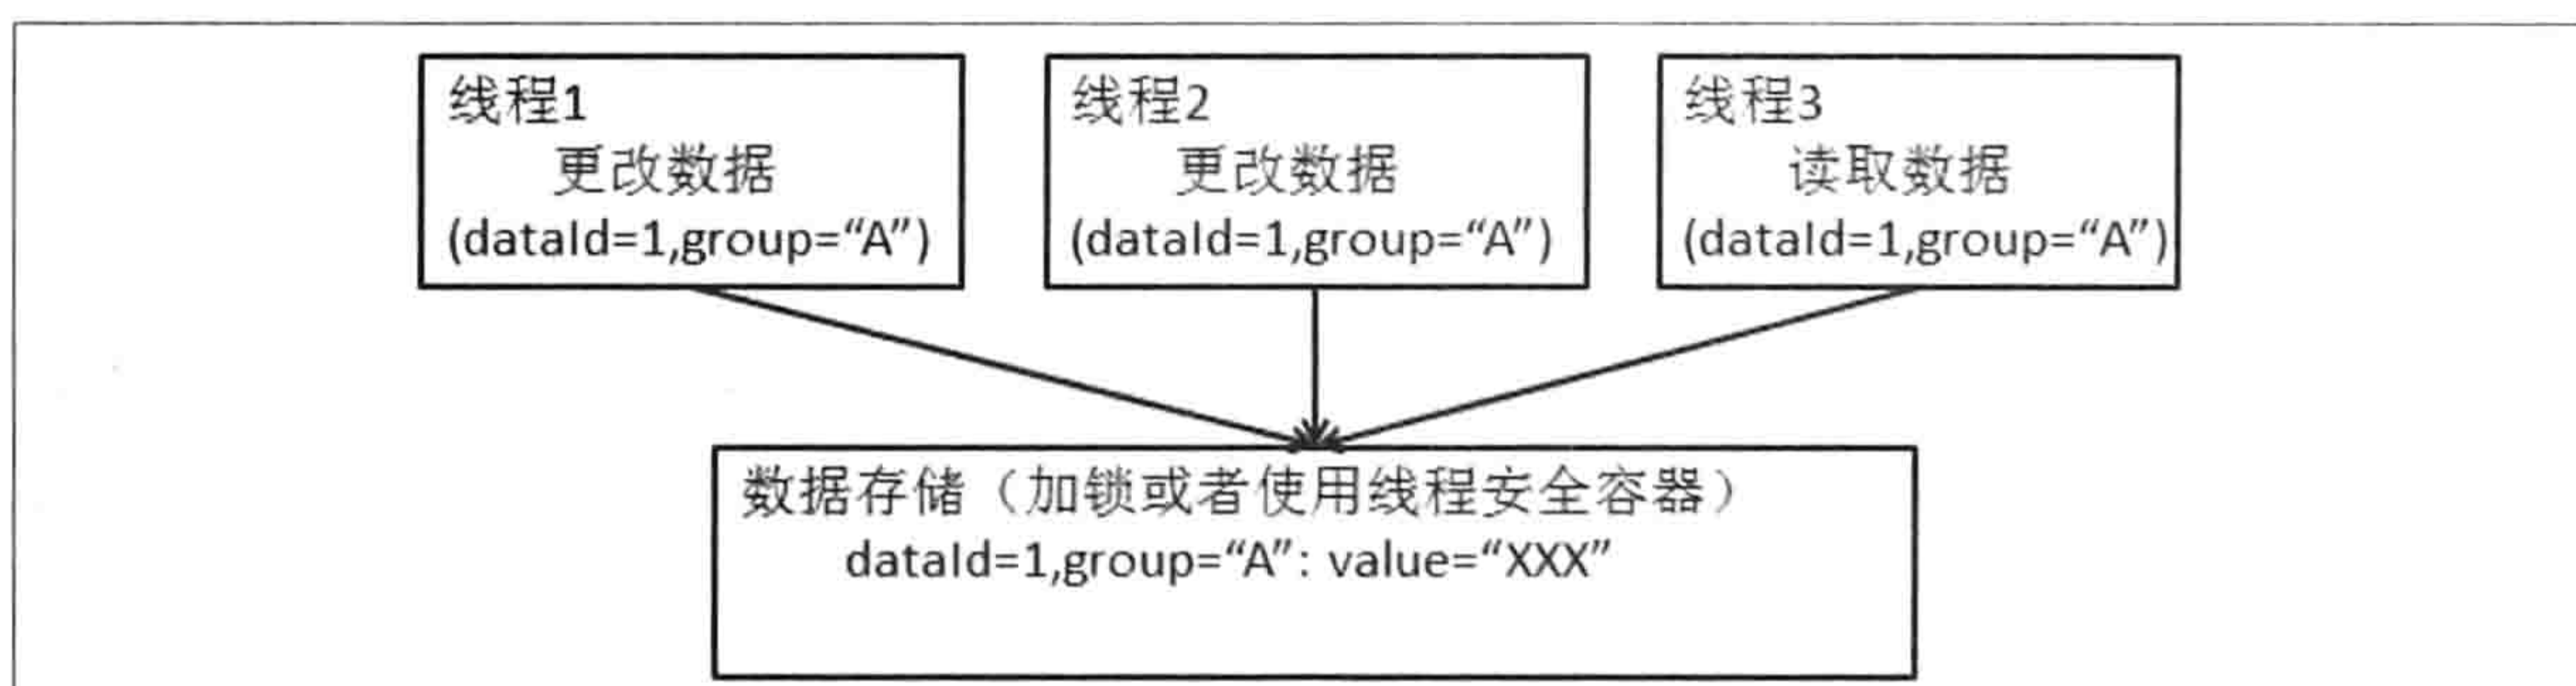 线程1
更改数据
(dataId=1,group=“A”)
线程2
更改数据
(dataId=1,group=“A”)
线程3
读取数据
(dataId=1,group=“A”)
数据存储（加锁或者使用线程安全容器）
dataId=1,group=“A”: value=“XXX”